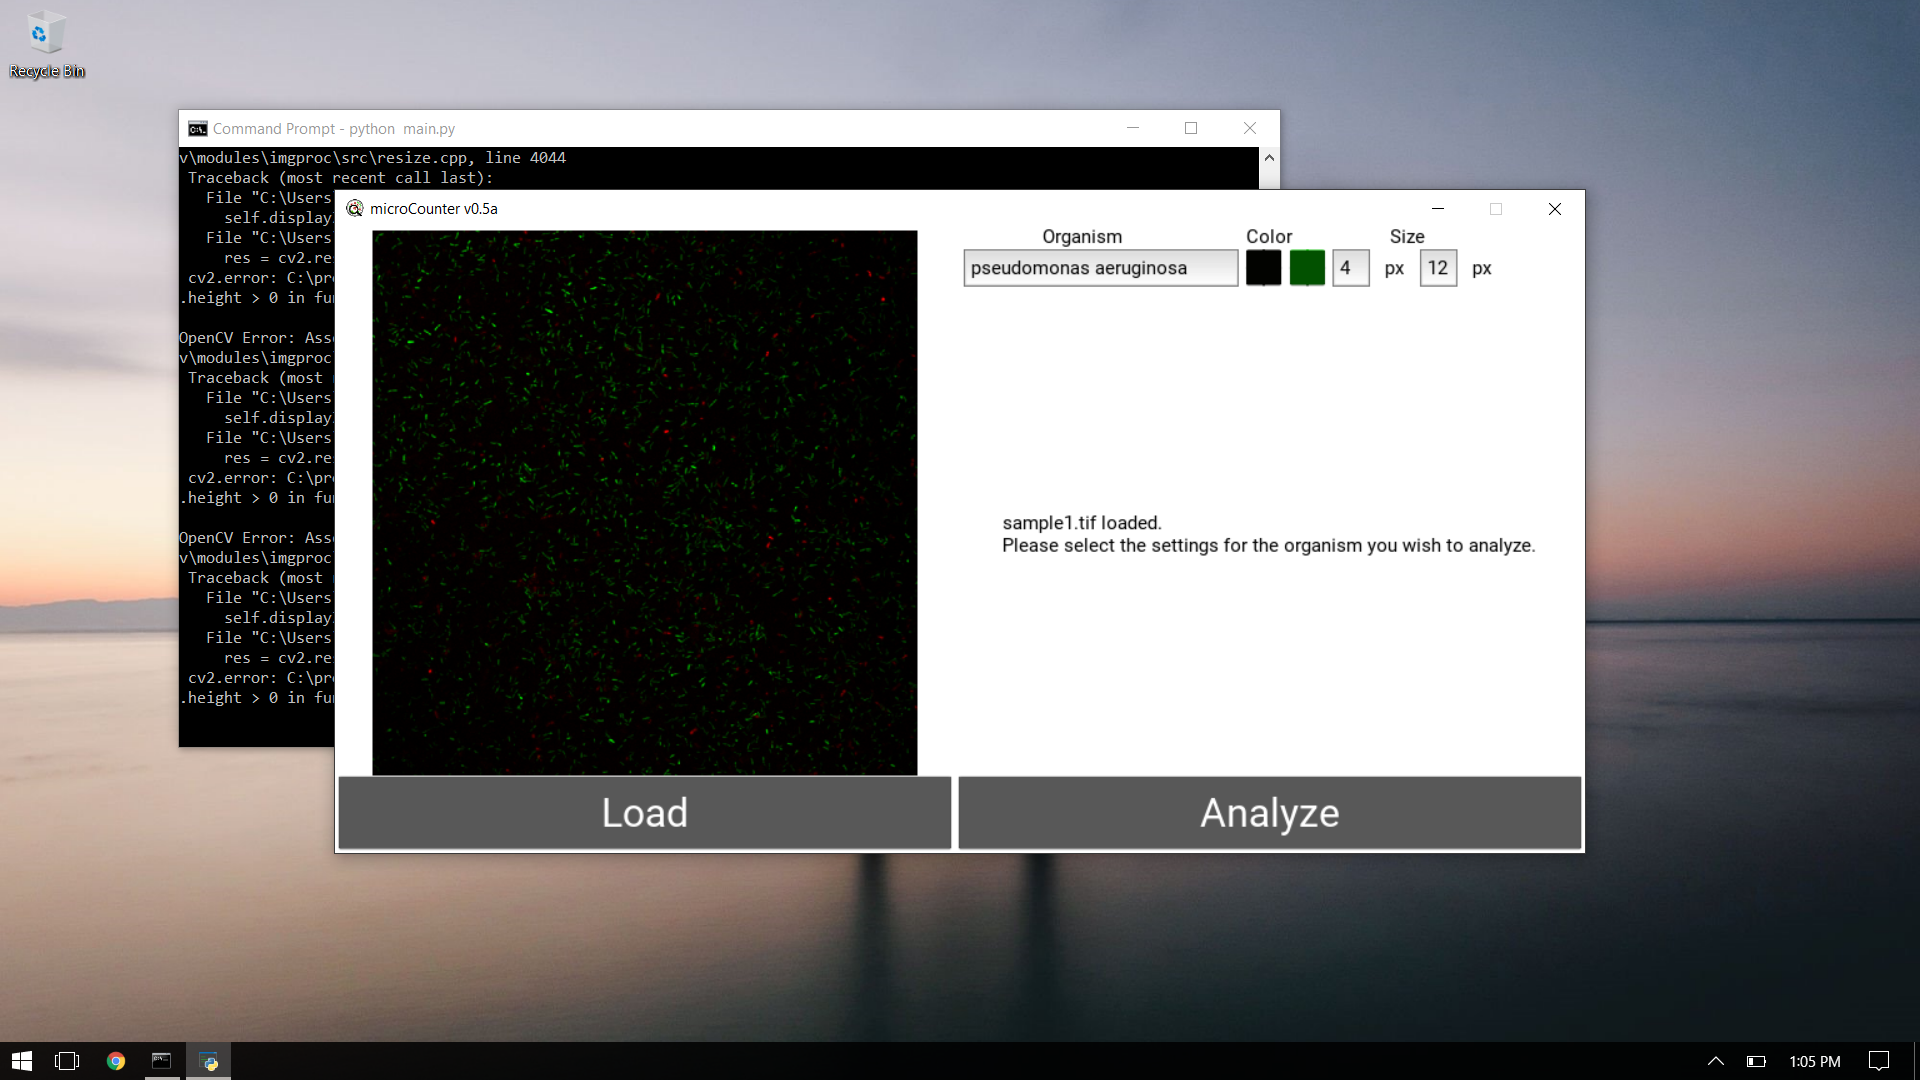 Recycle Bin
Command Prompt - python  main.py
v\modules\imgproc\src\resize.cpp, line 4044
Traceback (most recent call last):
File "C:\Users
self.display
File "C:\Users
res = cv2.re
cv2.error: C:\pr
.height > 0 in fu
OpenCV Error: Ass
v\modules\imgproc
Traceback (most
File "C:\Users
self.display
File "C:\Users
res = cv2.re
cv2.error: C:\pr
.height > 0 in fu
OpenCV Error: Ass
v\modules\imgproc
Traceback (most
File "C:\Users
self.display
File "C:\Users
res = cv2.re
cv2.error: C:\pr
.height > 0 in fu
microCounter v0.5a
Organism Color Size
pseudomonas aeruginosa 4 px 12 px
sample1.tif loaded.
Please select the settings for the organism you wish to analyze.
Load Analyze
1:05 PM